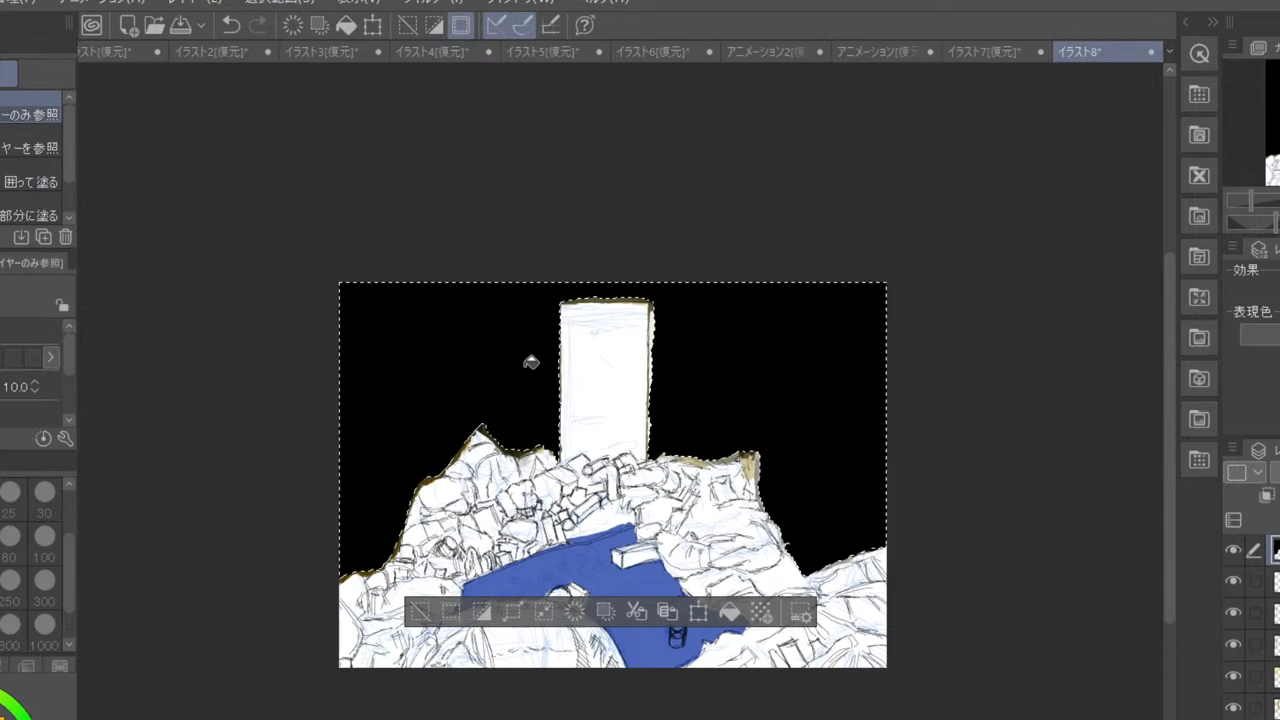 スト[復元]*
イラスト2[復元]*
イラスト3[復元]*
イラスト4[復元]*
イラスト5[復元]*
イラスト6[復元]*
アニメーション2[復元
アニメーション[復元
イラスト7[復元]*
イラスト8*
ーのみ参照
ヤーを参照
囲って塗る
部分に塗る
イヤーのみ参照]
10.0
25
30
80
100
250
300
800
1000
効果
表現色